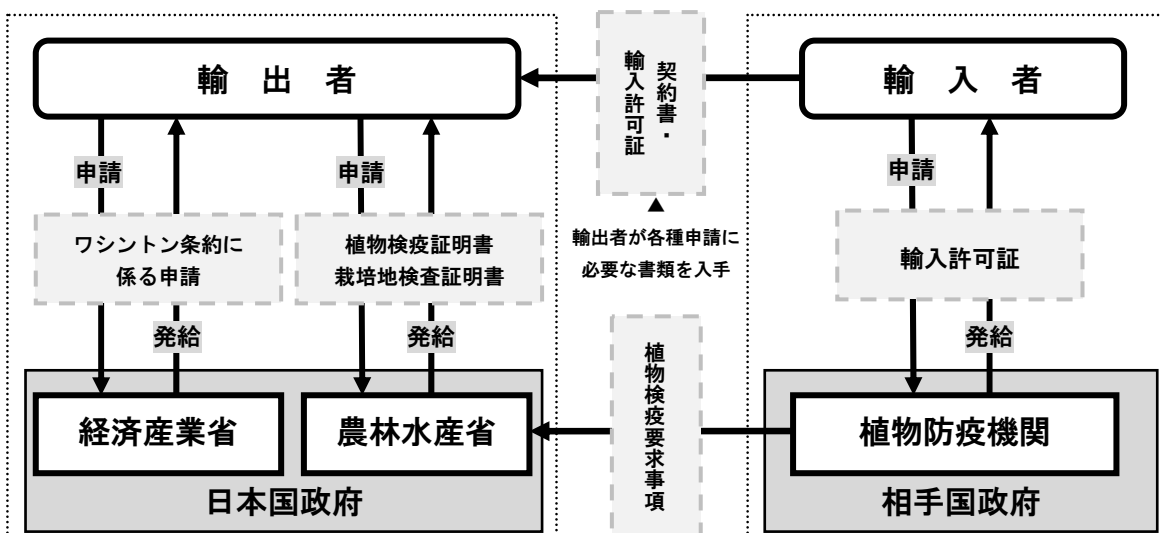 輸出者
契約書・
輸入許可証
輸入者
申請
申請
申請
ワシントン条約に
係る申請
植物検疫証明書
栽培地検査証明書
▲
輸出者が各種申請に
必要な書類を入手
輸入許可証
発給
発給
発給
植物検疫要求事項
経済産業省
農林水産省
植物防疫機関
日本国政府
相手国政府